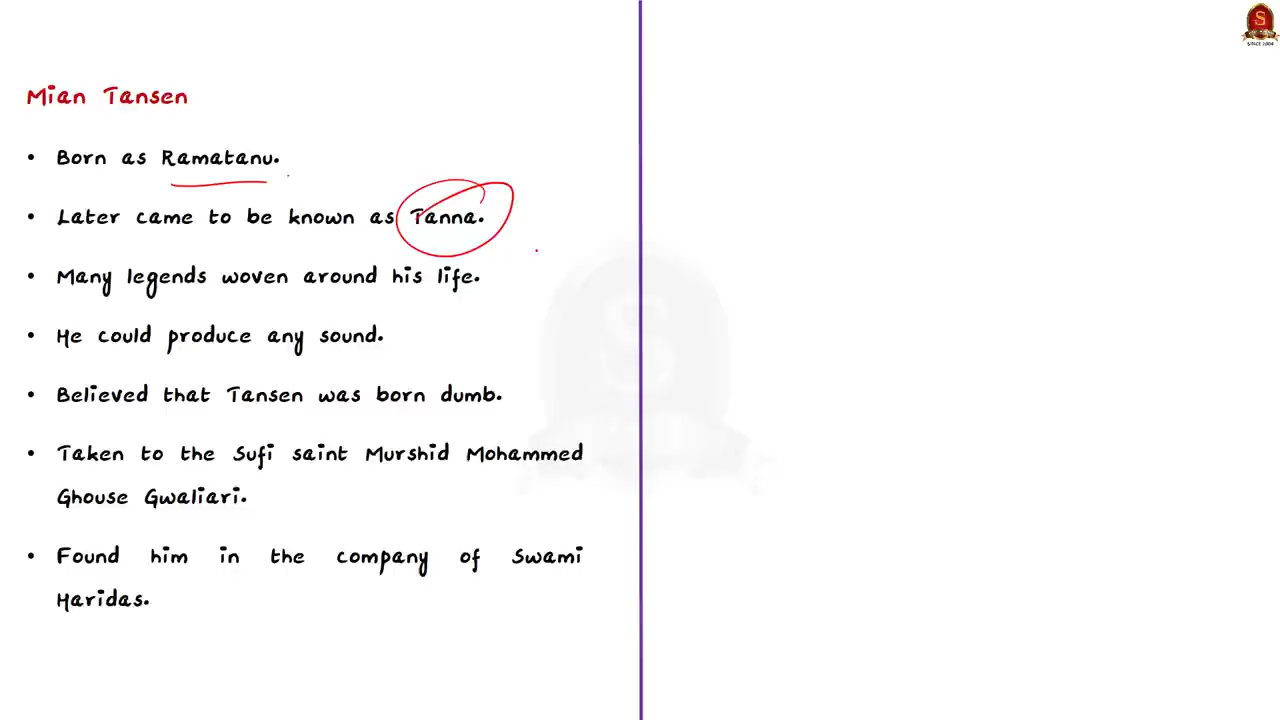 Mian Tansen
• Born as Ramatanu.
• Later came to be known as Tanna.
• Many legends woven around his life.
• He could produce any sound.
• Believed that Tansen was born dumb.
• Taken to the Sufi saint Murshid Mohammed
Ghouse Gwaliari.
• Found him in the company of Swami
Haridas.
S
SINCE 2004
S